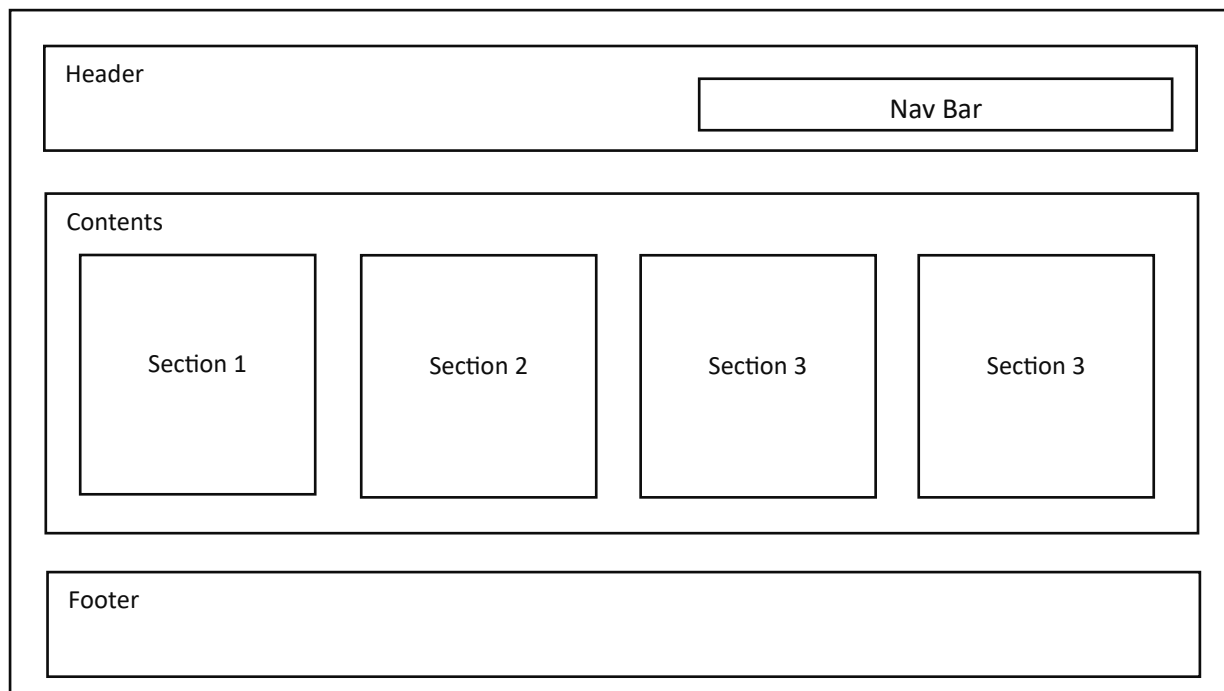 Header
Nav Bar
Contents
Section 1
Section 2
Section 3
Section 3
Footer